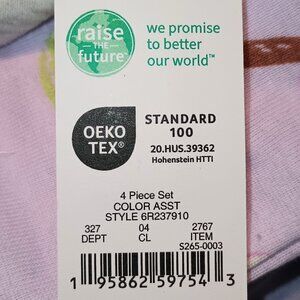 raise
THE
future™
we promise
to better
our world™
OEKO
TEX®
STANDARD
100
20.HUS.39362
Hohenstein HTTI
4 Piece Set
COLOR ASST
STYLE 6R237910
327 04 2767
DEPT CL ITEM
S265-0003
1 95862 59754 3